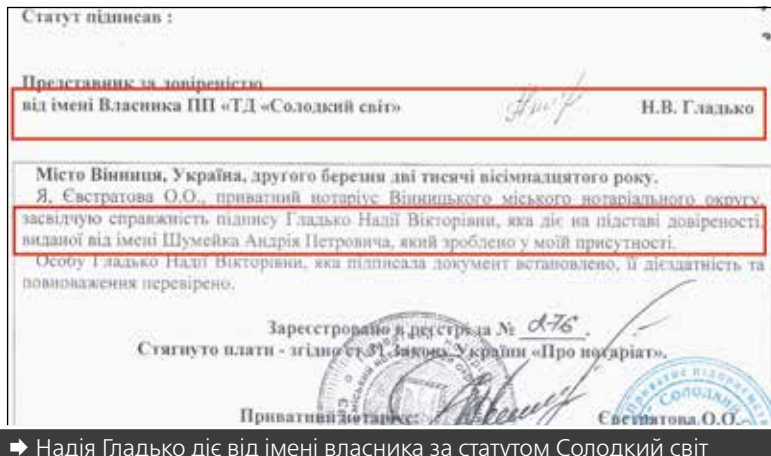 Статут підписав :
Представник за довіреністю
від імені Власника ПП «ТД «Солодкий світ» Н.В. Гладько
Місто Вінниця, Україна, другого березня дві тисячі вісімнадцятого року.
Я, Євстратова О.О., приватний нотаріус Вінницького міського нотаріального округу,
засвідчую справжність підпису Гладько Надії Вікторівни, яка діє на підставі довіреності,
виданої від імені Шумейка Андрія Петровича, який зроблено у моїй присутності.
Особу Гладько Надії Вікторівни, яка підписала документ встановлено, її дієздатність та
повноваження перевірено.
Зареєстровано в реєстрі за № 276.
Стягнуто плати - згідно ст.31 Закону України «Про нотаріат».
Приватний нотаріус: Євстратова О.О.
➡ Надія Гладько діє від імені власника за статутом Солодкий світ